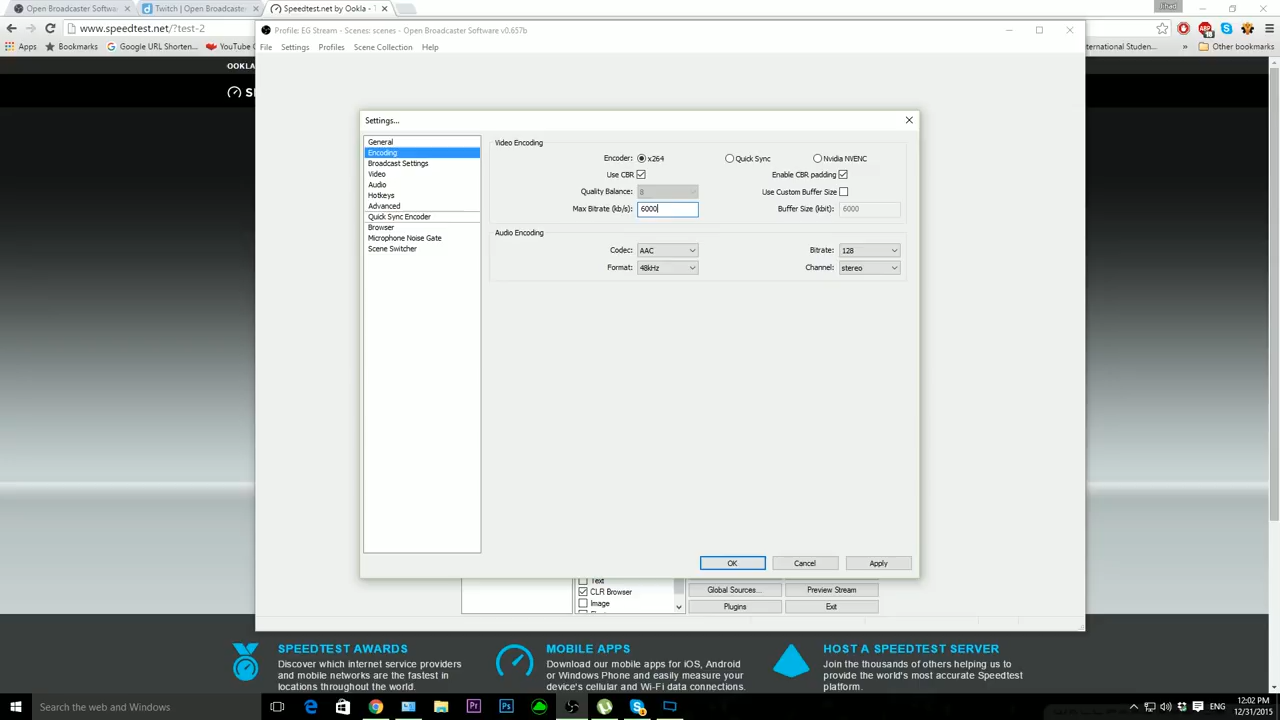 Open Broadcaster Softwar
Twitch | Open Broadcaster
Speedtest.net by Ookla - T
Jihad
www.speedtest.net/?test-2
Apps
Bookmarks
Google URL Shorten...
YouTube
ternational Studen...
»
Other bookmarks
OOKLA
Profile: EG Stream - Scenes: scenes - Open Broadcaster Software v0.657b
File Settings Profiles Scene Collection Help
Settings...
General
Encoding
Broadcast Settings
Video
Audio
Hotkeys
Advanced
Quick Sync Encoder
Browser
Microphone Noise Gate
Scene Switcher
Video Encoding
Encoder: x264 Quick Sync Nvidia NVENC
Use CBR Enable CBR padding
Quality Balance: 8 Use Custom Buffer Size
Max Bitrate (kb/s): 6000 Buffer Size (kbit): 6000
Audio Encoding
Codec: AAC Bitrate: 128
Format: 48kHz Channel: stereo
OK Cancel Apply
Text
CLR Browser
Image
Global Sources... Preview Stream
Plugins Exit
SPEEDTEST AWARDS
Discover which internet service providers
and mobile networks are the fastest in
locations throughout the world.
MOBILE APPS
Download our mobile apps for iOS, Android
or Windows Phone and easily measure your
device's cellular and Wi-Fi data connections.
HOST A SPEEDTEST SERVER
Join the thousands of others helping us to
provide the world's most accurate Speedtest
platform.
Search the web and Windows
ENG
12:02 PM
12/31/2015